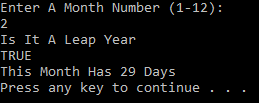 Enter A Month Number (1-12):
2
Is It A Leap Year
TRUE
This Month Has 29 Days
Press any key to continue . . .